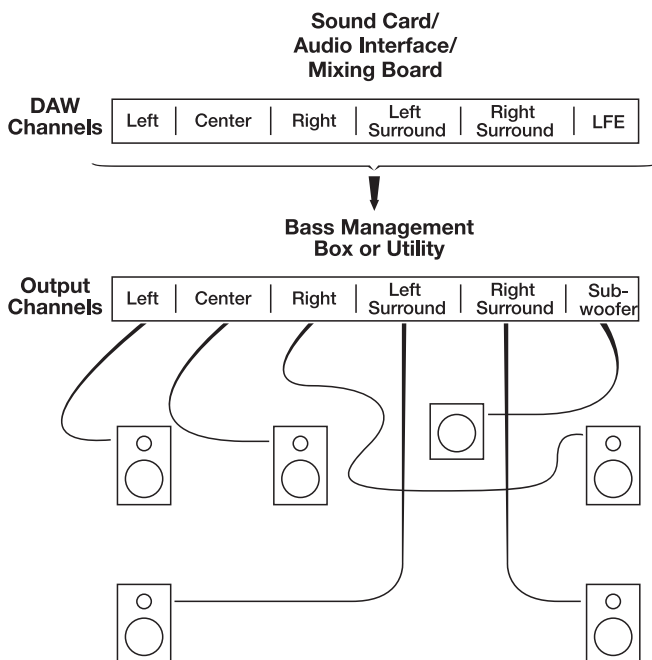 Sound Card/
Audio Interface/
Mixing Board
DAW
Channels
Left | Center | Right | Left Surround | Right Surround | LFE
Bass Management
Box or Utility
Output
Channels
Left | Center | Right | Left Surround | Right Surround | Sub-woofer